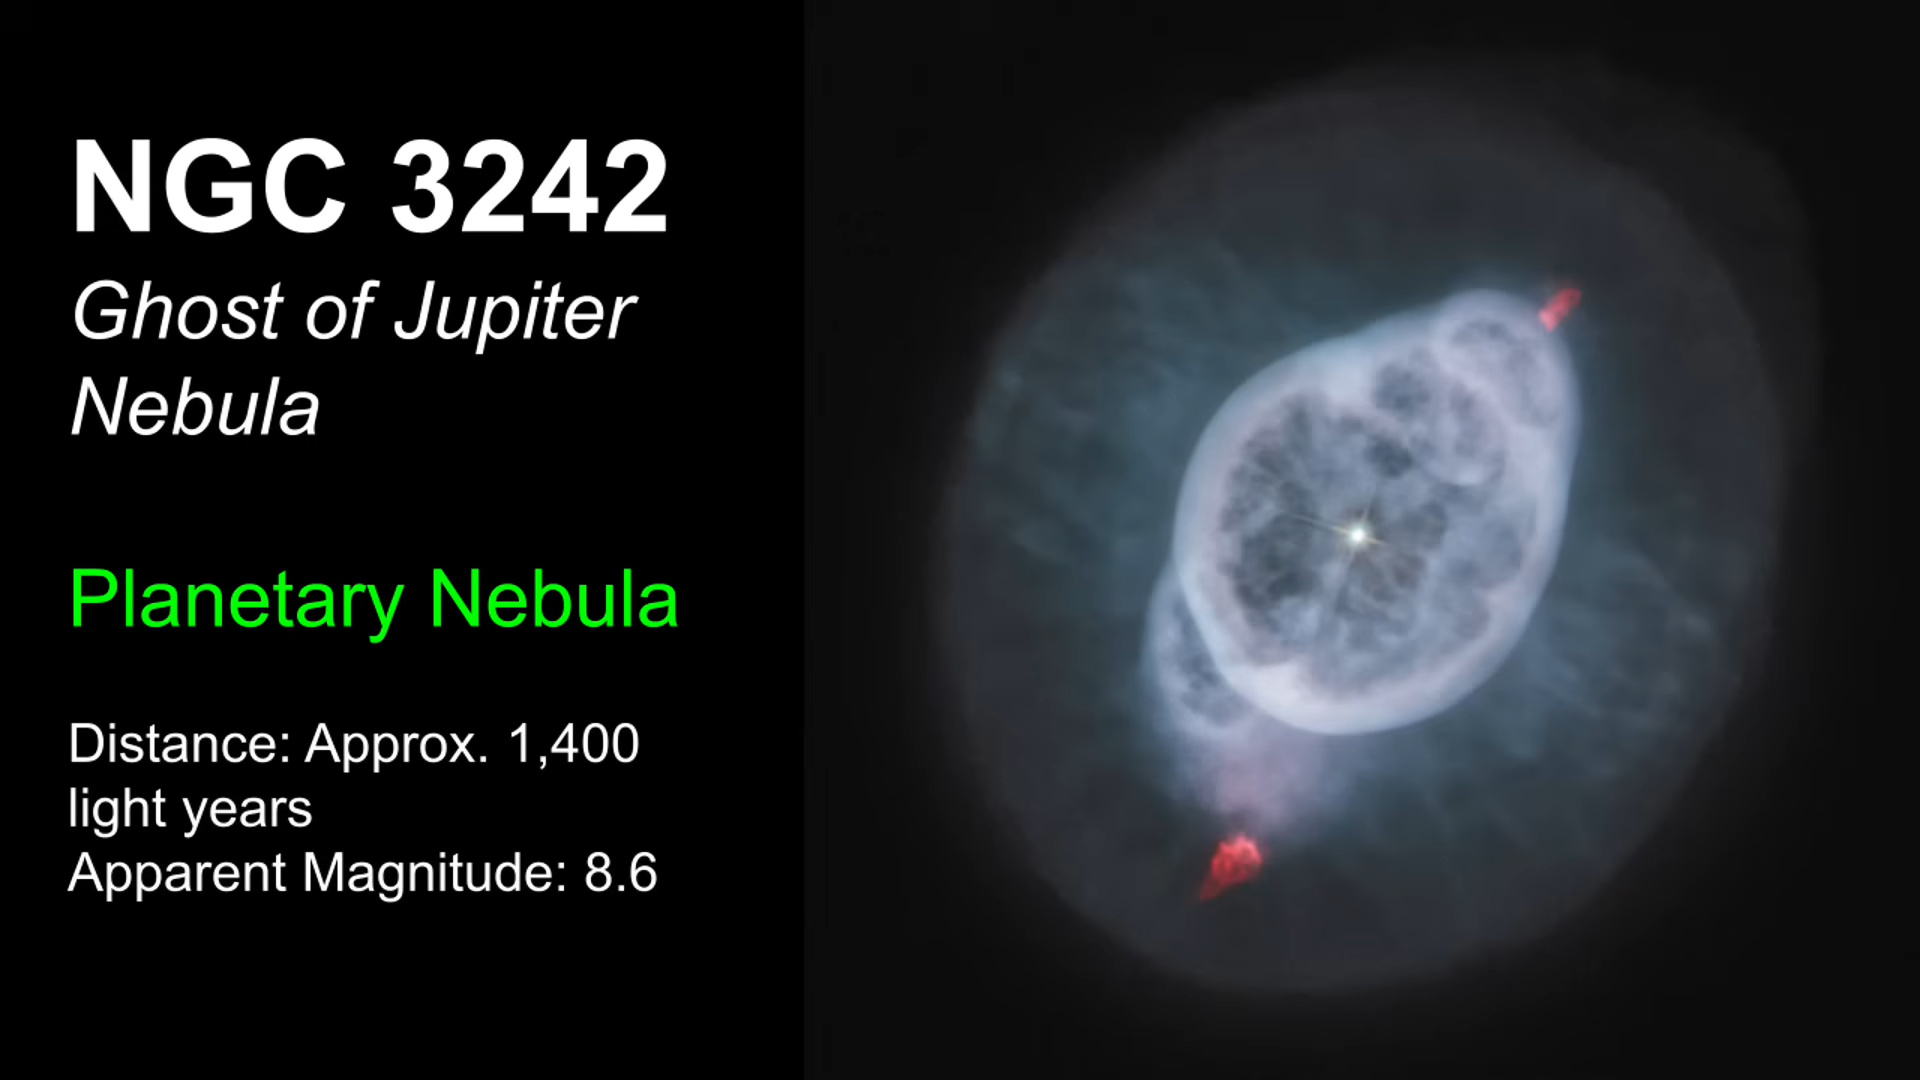 NGC 3242
Ghost of Jupiter
Nebula
Planetary Nebula
Distance: Approx. 1,400
light years
Apparent Magnitude: 8.6